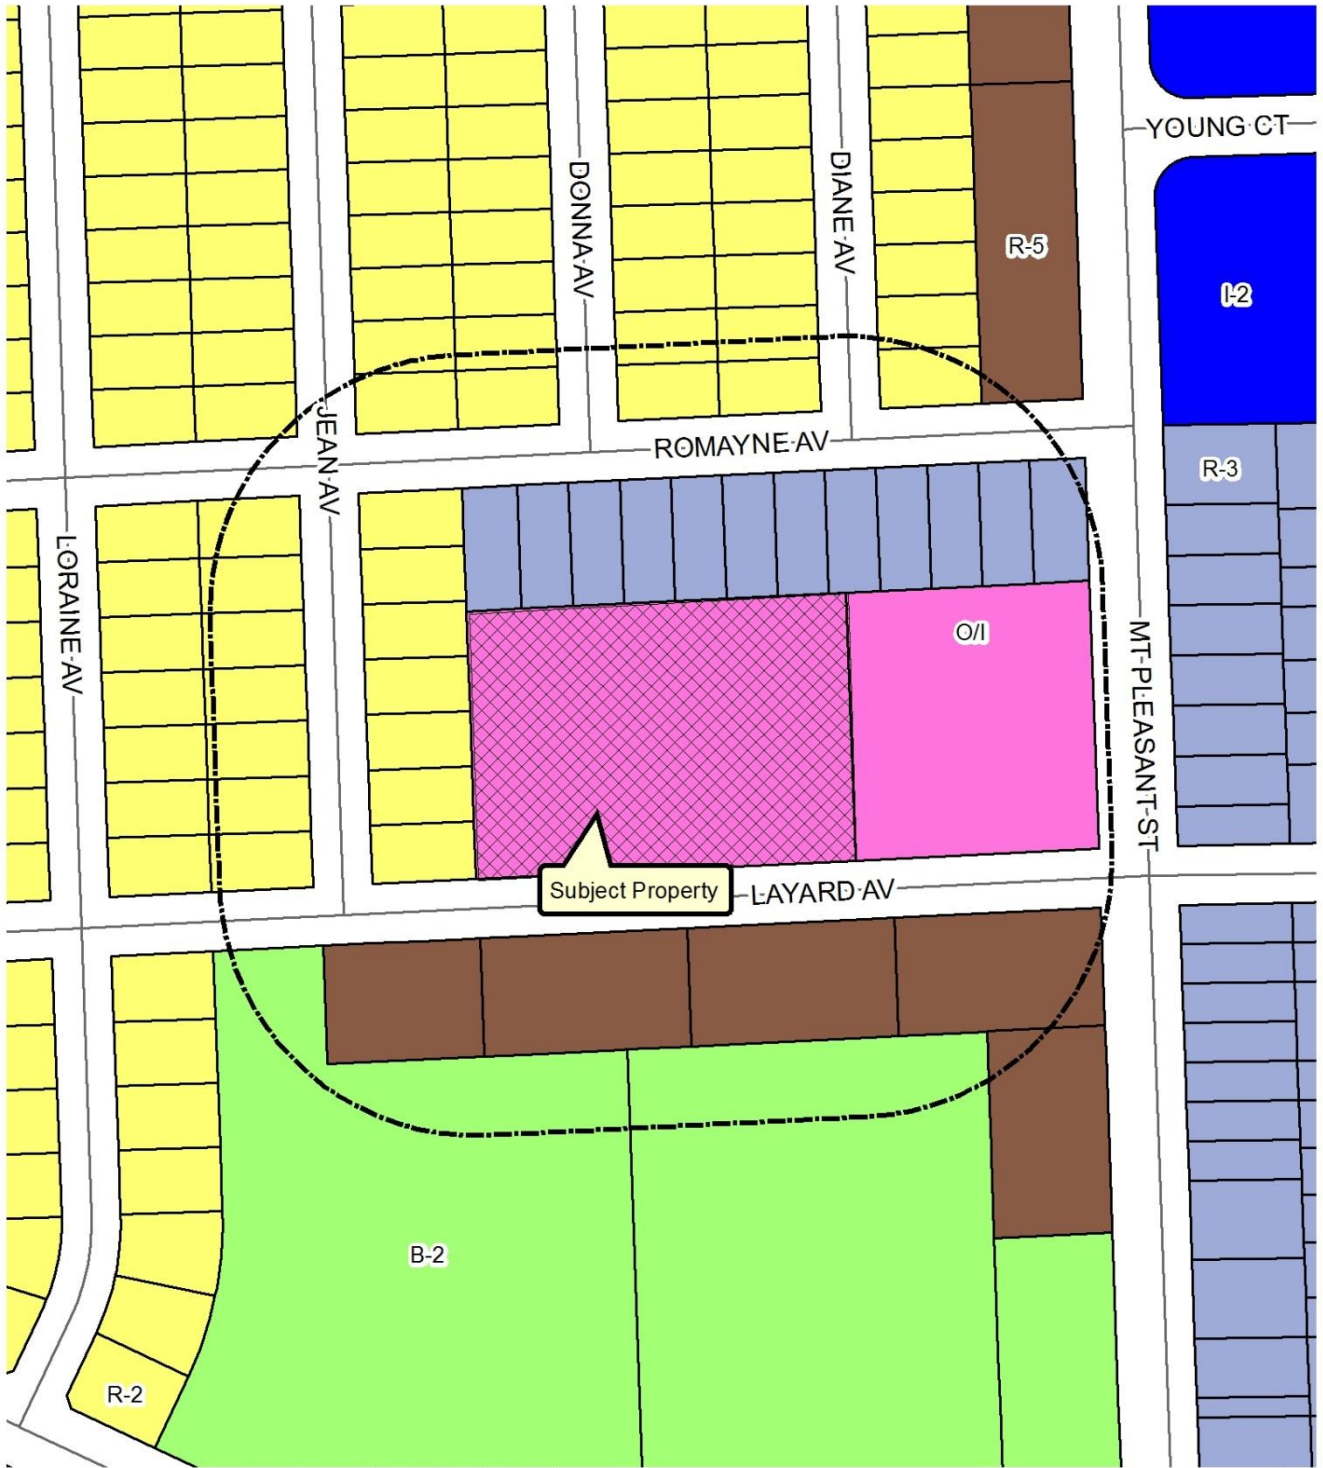 YOUNG CT
DONNA AV
DIANE AV
R-5
I-2
JEAN AV
ROMAYNE AV
R-3
LORAINE AV
O/I
MT PLEASANT ST
Subject Property
LAYARD AV
B-2
R-2